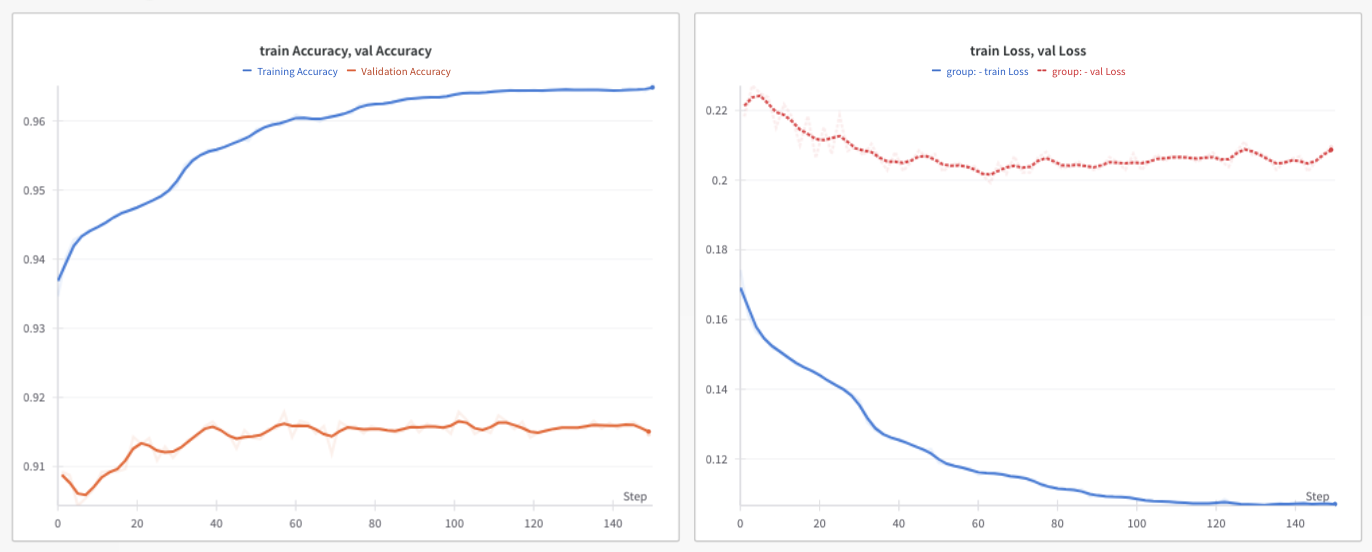 train Accuracy, val Accuracy
Training Accuracy Validation Accuracy
0.96
0.95
0.94
0.93
0.92
0.91
Step
0 20 40 60 80 100 120 140
train Loss, val Loss
group: - train Loss group: - val Loss
0.22
0.2
0.18
0.16
0.14
0.12
Step
0 20 40 60 80 100 120 140